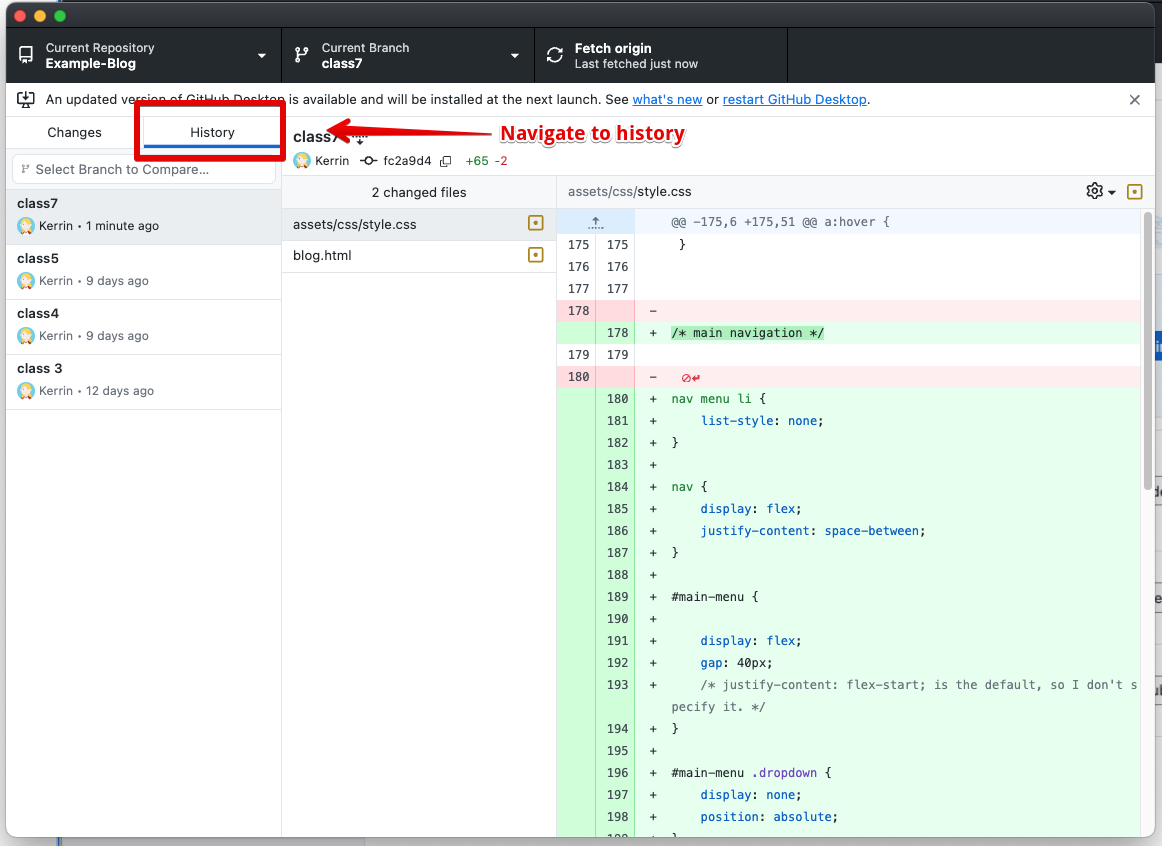 Current Repository
Example-Blog
Current Branch
class7
Fetch origin
Last fetched just now
An updated version of GitHub Desktop is available and will be installed at the next launch. See what's new or restart GitHub Desktop.
Changes
History
class7
Navigate to history
Select Branch to Compare...
Kerrin fc2a9d4 +65 -2
2 changed files
assets/css/style.css
class7
Kerrin • 1 minute ago
class5
Kerrin • 9 days ago
class4
Kerrin • 9 days ago
class 3
Kerrin • 12 days ago
assets/css/style.css
blog.html
@@ -175,6 +175,51 @@ a:hover {
175 175 }
176 176
177 177
178 -
178 + /* main navigation */
179 179
180 -
180 + nav menu li {
181 + list-style: none;
182 + }
183 +
184 + nav {
185 + display: flex;
186 + justify-content: space-between;
187 + }
188 +
189 + #main-menu {
190 +
191 + display: flex;
192 + gap: 40px;
193 + /* justify-content: flex-start; is the default, so I don't s
pecify it. */
194 + }
195 +
196 + #main-menu .dropdown {
197 + display: none;
198 + position: absolute;